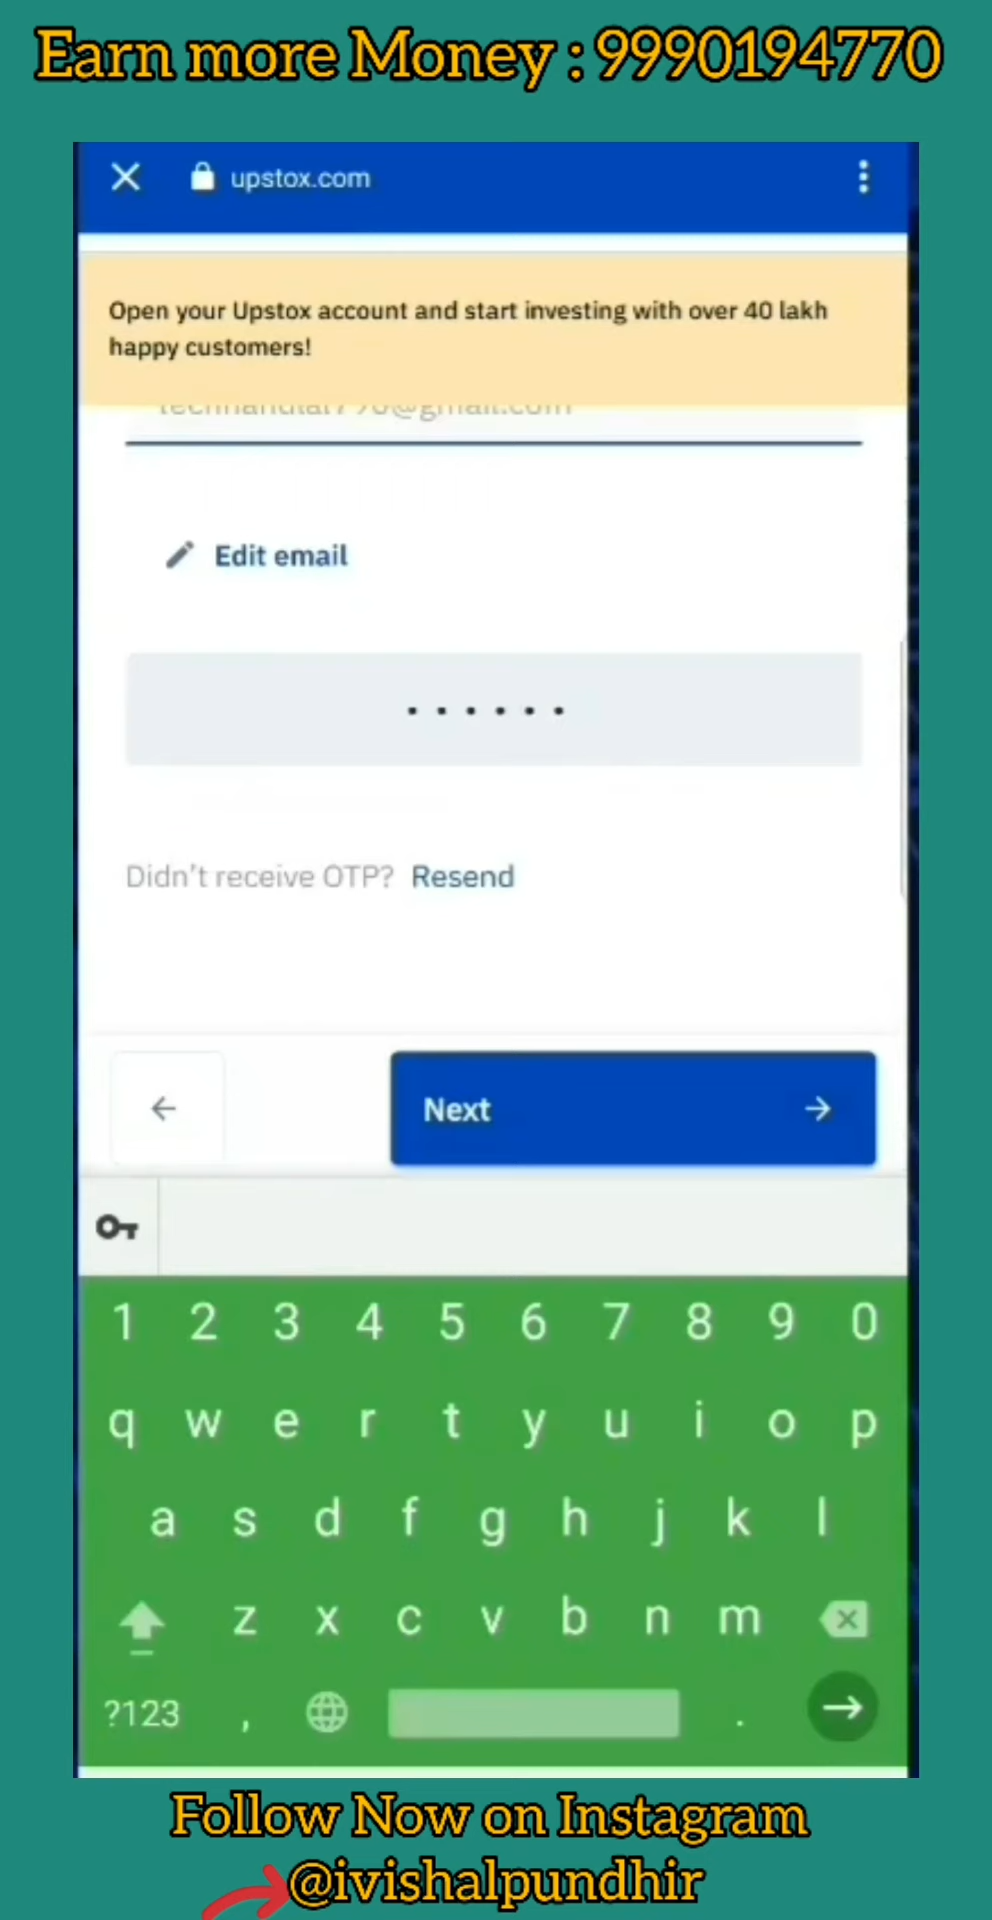 Earn more Money : 9990194770
upstox.com
Open your Upstox account and start investing with over 40 lakh
happy customers!
Edit email
Didn't receive OTP? Resend
Next
1 2 3 4 5 6 7 8 9 0
q w e r t y u i o p
a s d f g h j k l
z x c v b n m
?123 , .
Follow Now on Instagram
@ivishalpundhir